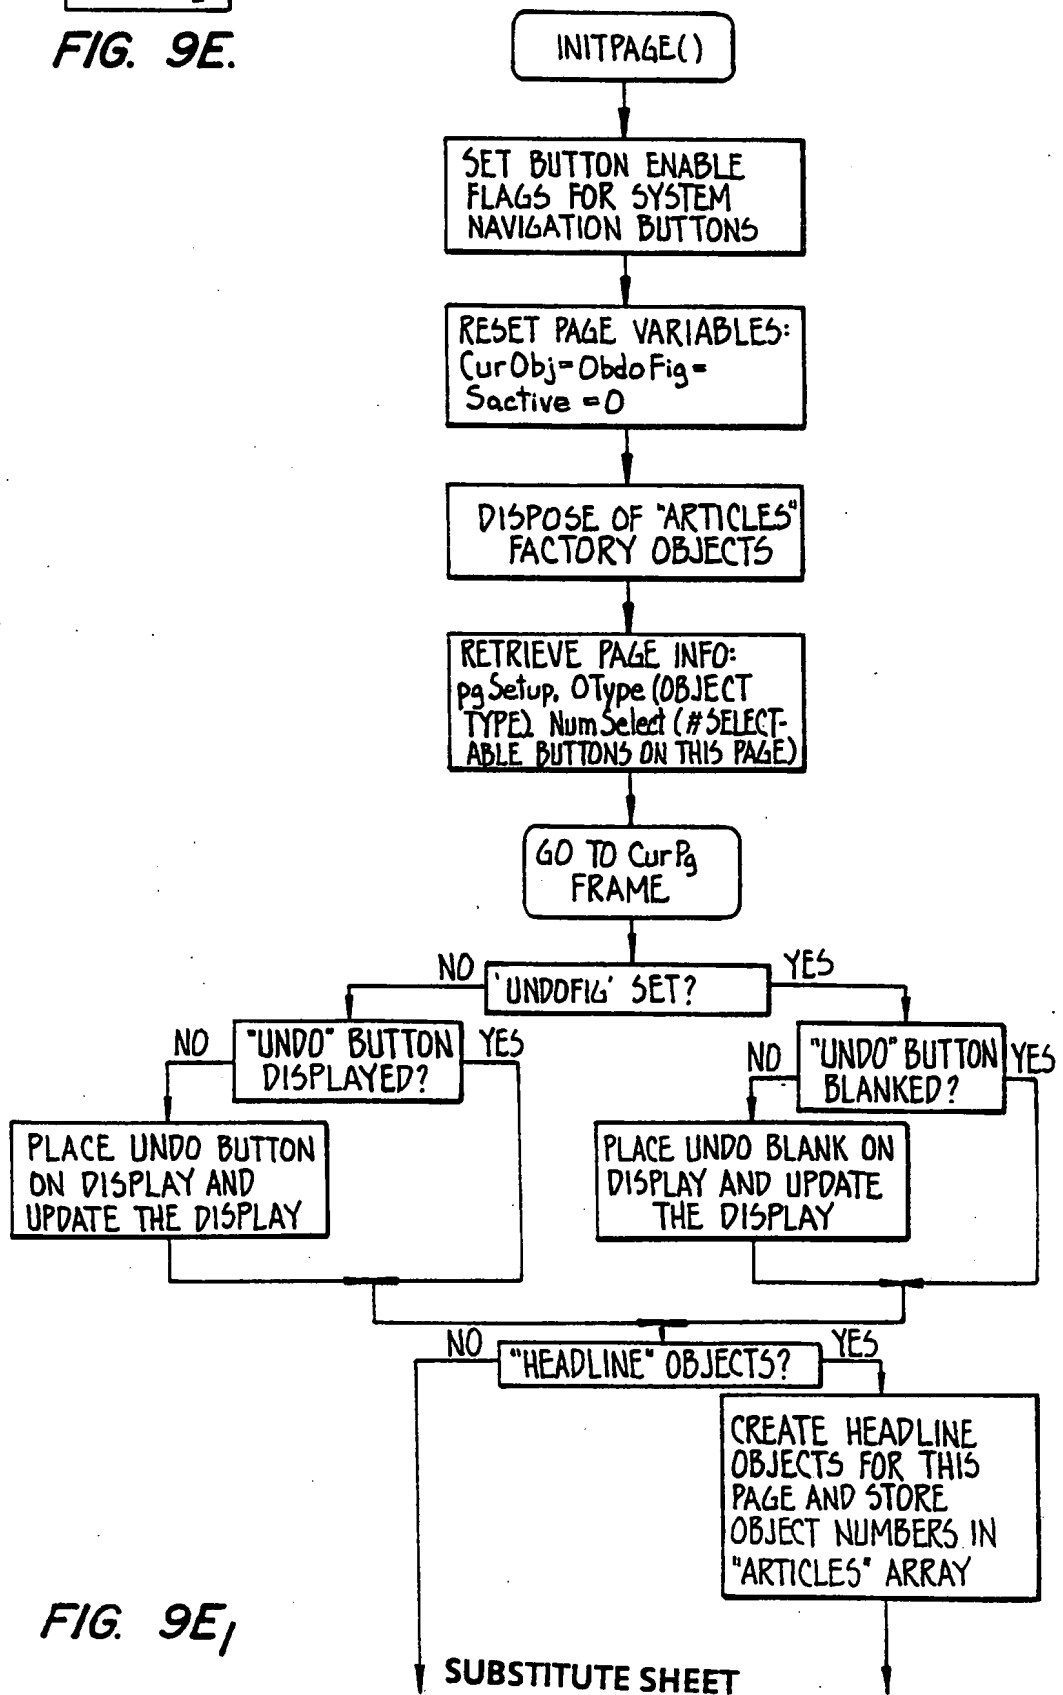 FIG. 9E.
INITPAGE()
SET BUTTON ENABLE
FLAGS FOR SYSTEM
NAVIGATION BUTTONS
RESET PAGE VARIABLES:
CurObj=ObdoFig=
Sactive=0
DISPOSE OF "ARTICLES"
FACTORY OBJECTS
RETRIEVE PAGE INFO:
pgSetup, OType (OBJECT
TYPE). NumSelect (#SELECT-
ABLE BUTTONS ON THIS PAGE)
GO TO CurPg
FRAME
NO
'UNDOFIG' SET?
YES
NO
"UNDO" BUTTON
DISPLAYED?
YES
NO
"UNDO" BUTTON
BLANKED?
YES
PLACE UNDO BUTTON
ON DISPLAY AND
UPDATE THE DISPLAY
PLACE UNDO BLANK ON
DISPLAY AND UPDATE
THE DISPLAY
NO
"HEADLINE" OBJECTS?
YES
CREATE HEADLINE
OBJECTS FOR THIS
PAGE AND STORE
OBJECT NUMBERS IN
"ARTICLES" ARRAY
FIG. 9E1
SUBSTITUTE SHEET